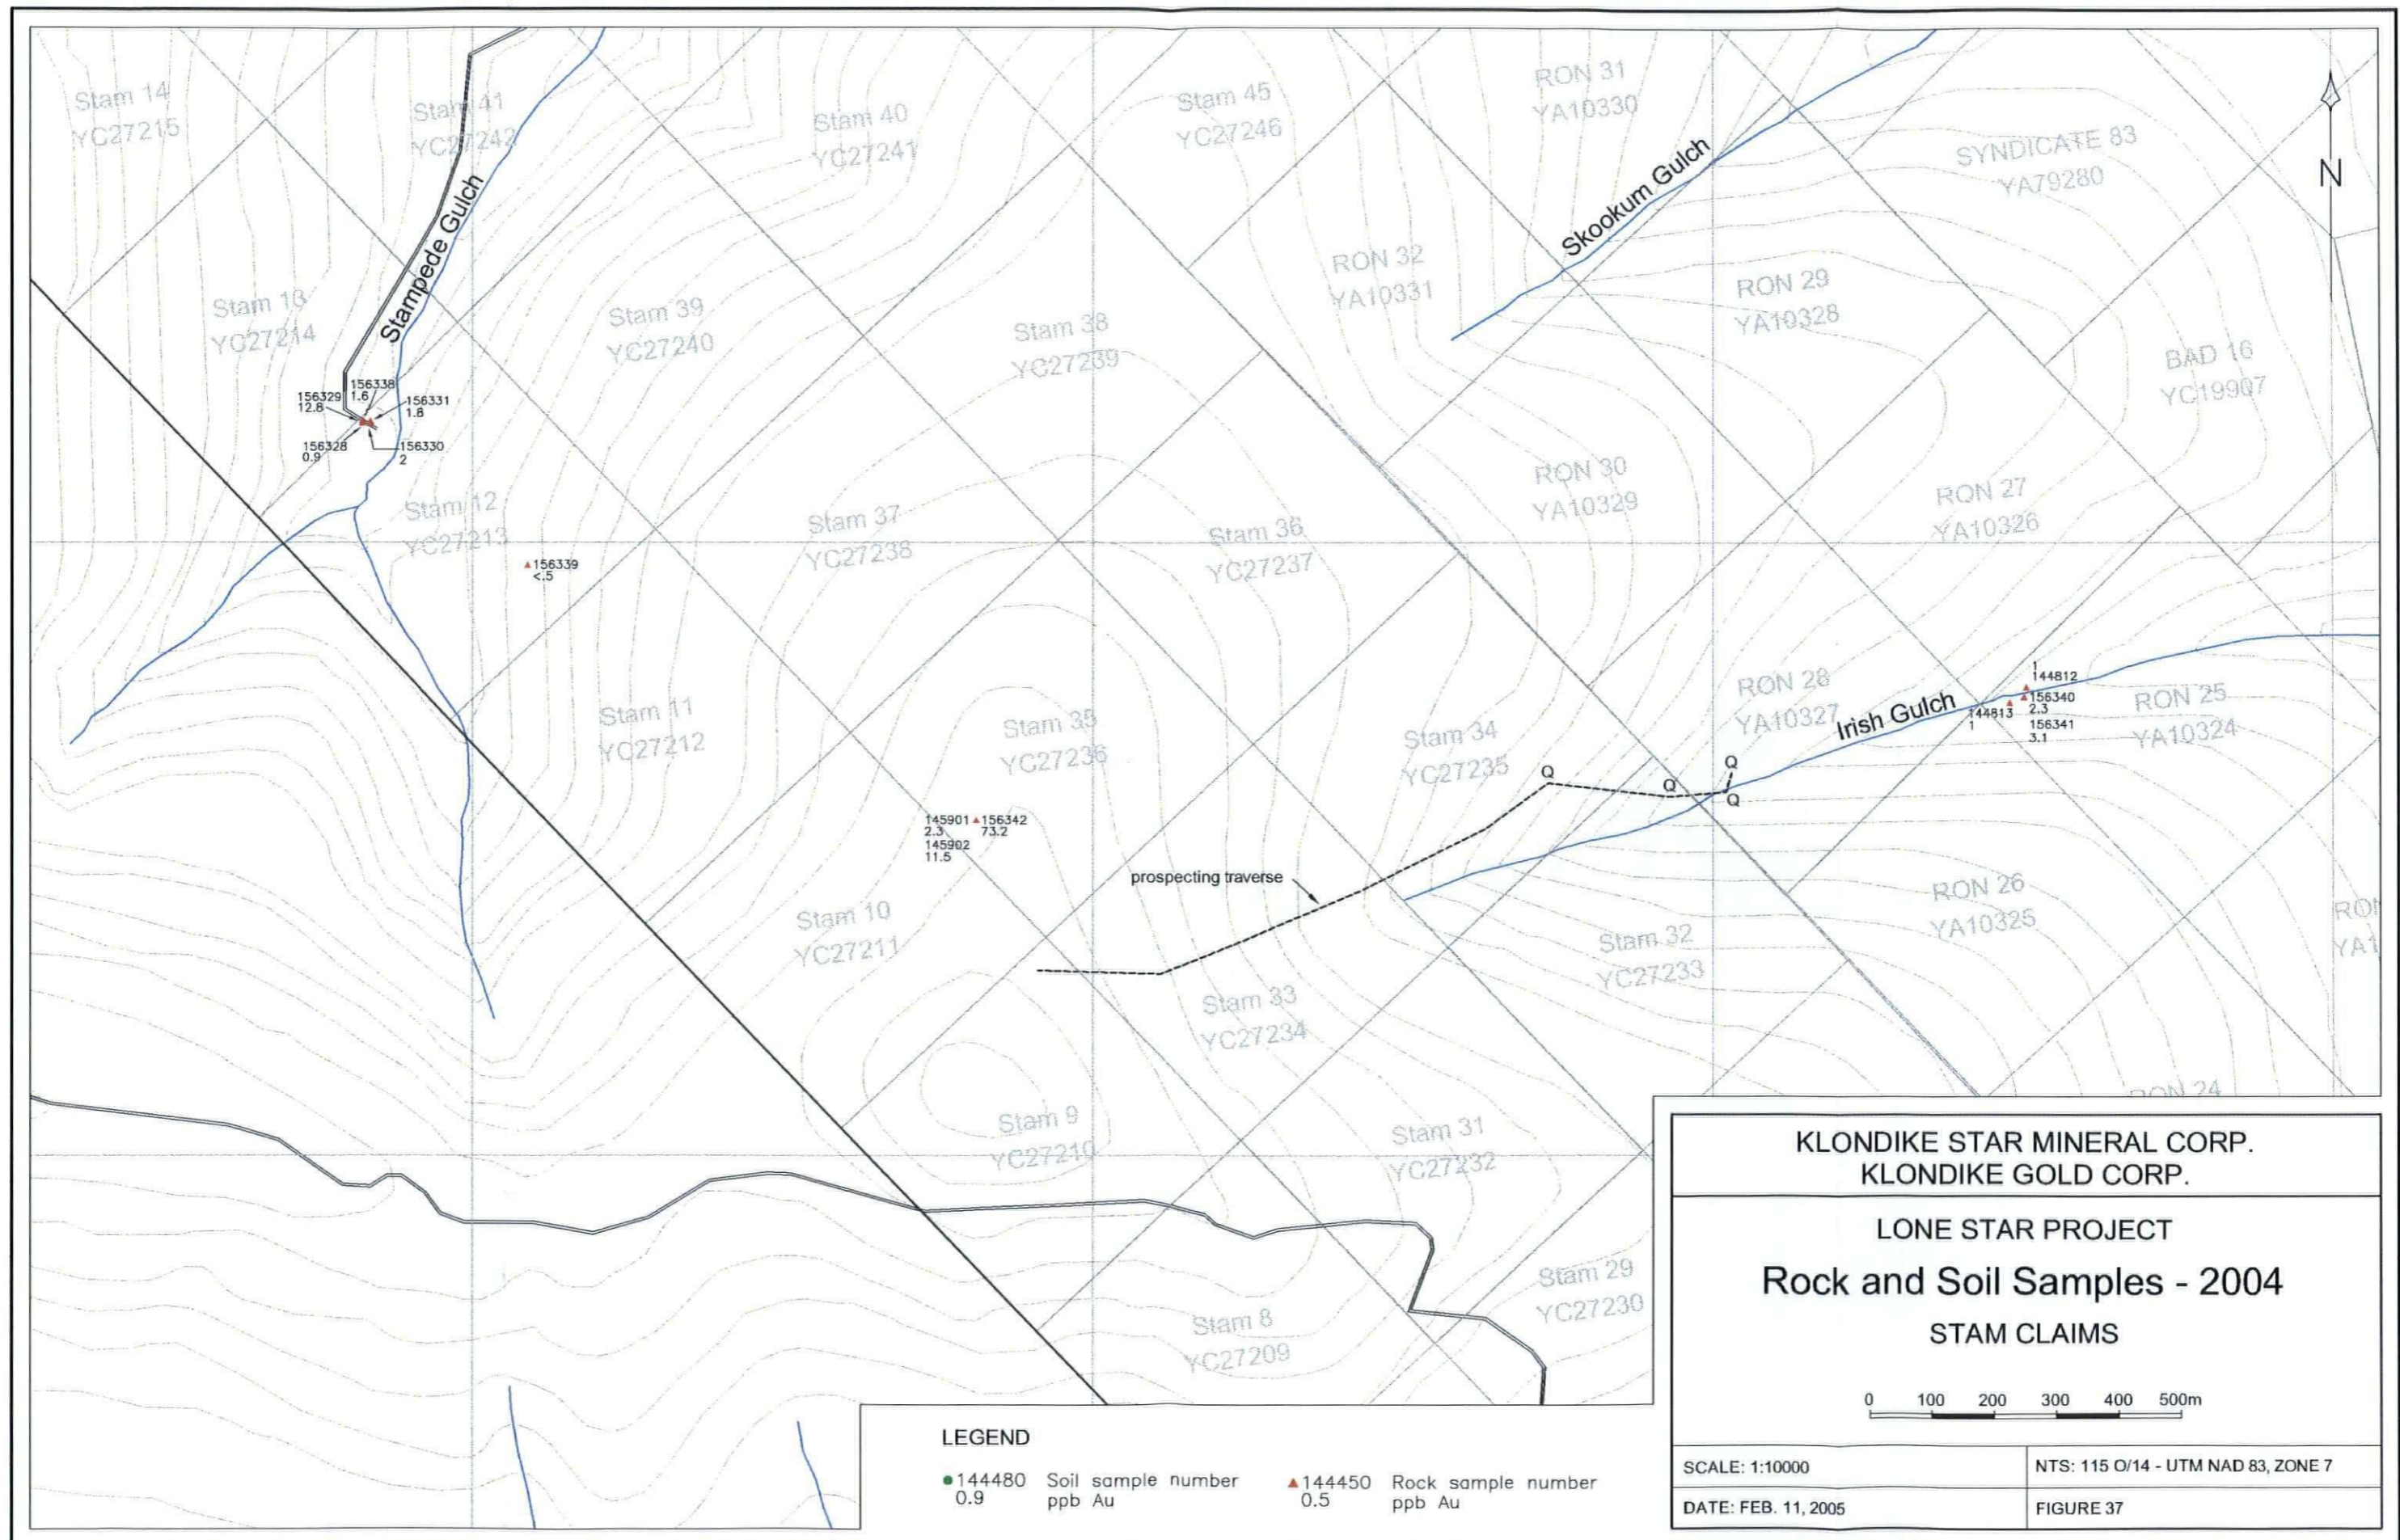 Stam 14
YC27215
Stam 41
YC27242
Stam 40
YC27241
Stam 45
YC27246
RON 31
YA10330
SYNDICATE 83
YA79280
N
Stampede Gulch
Skookum Gulch
Stam 13
YC27214
Stam 39
YC27240
Stam 38
YC27239
RON 32
YA10331
RON 29
YA10328
BAD 16
YC19907
156338
1.6
156329
12.8
156331
1.8
156328
0.9
156330
2
Stam 12
YC27213
156339
<.5
Stam 37
YC27238
Stam 36
YC27237
RON 30
YA10329
RON 27
YA10326
Stam 11
YC27212
Stam 35
YC27236
Stam 34
YC27235
RON 28
YA10327
Irish Gulch
1
144812
156340
2.3
144813
1
156341
3.1
RON 25
YA10324
Q
Q
Q
Q
145901
2.3
145902
11.5
156342
73.2
prospecting traverse
Stam 10
YC27211
RON 26
YA10325
RON
YA1
Stam 32
YC27233
Stam 33
YC27234
RON 24
Stam 9
YC27210
Stam 31
YC27232
Stam 29
YC27230
Stam 8
YC27209
KLONDIKE STAR MINERAL CORP.
KLONDIKE GOLD CORP.
LONE STAR PROJECT
Rock and Soil Samples - 2004
STAM CLAIMS
0 100 200 300 400 500m
SCALE: 1:10000
NTS: 115 O/14 - UTM NAD 83, ZONE 7
DATE: FEB. 11, 2005
FIGURE 37
LEGEND
144480 Soil sample number
0.9 ppb Au
144450 Rock sample number
0.5 ppb Au